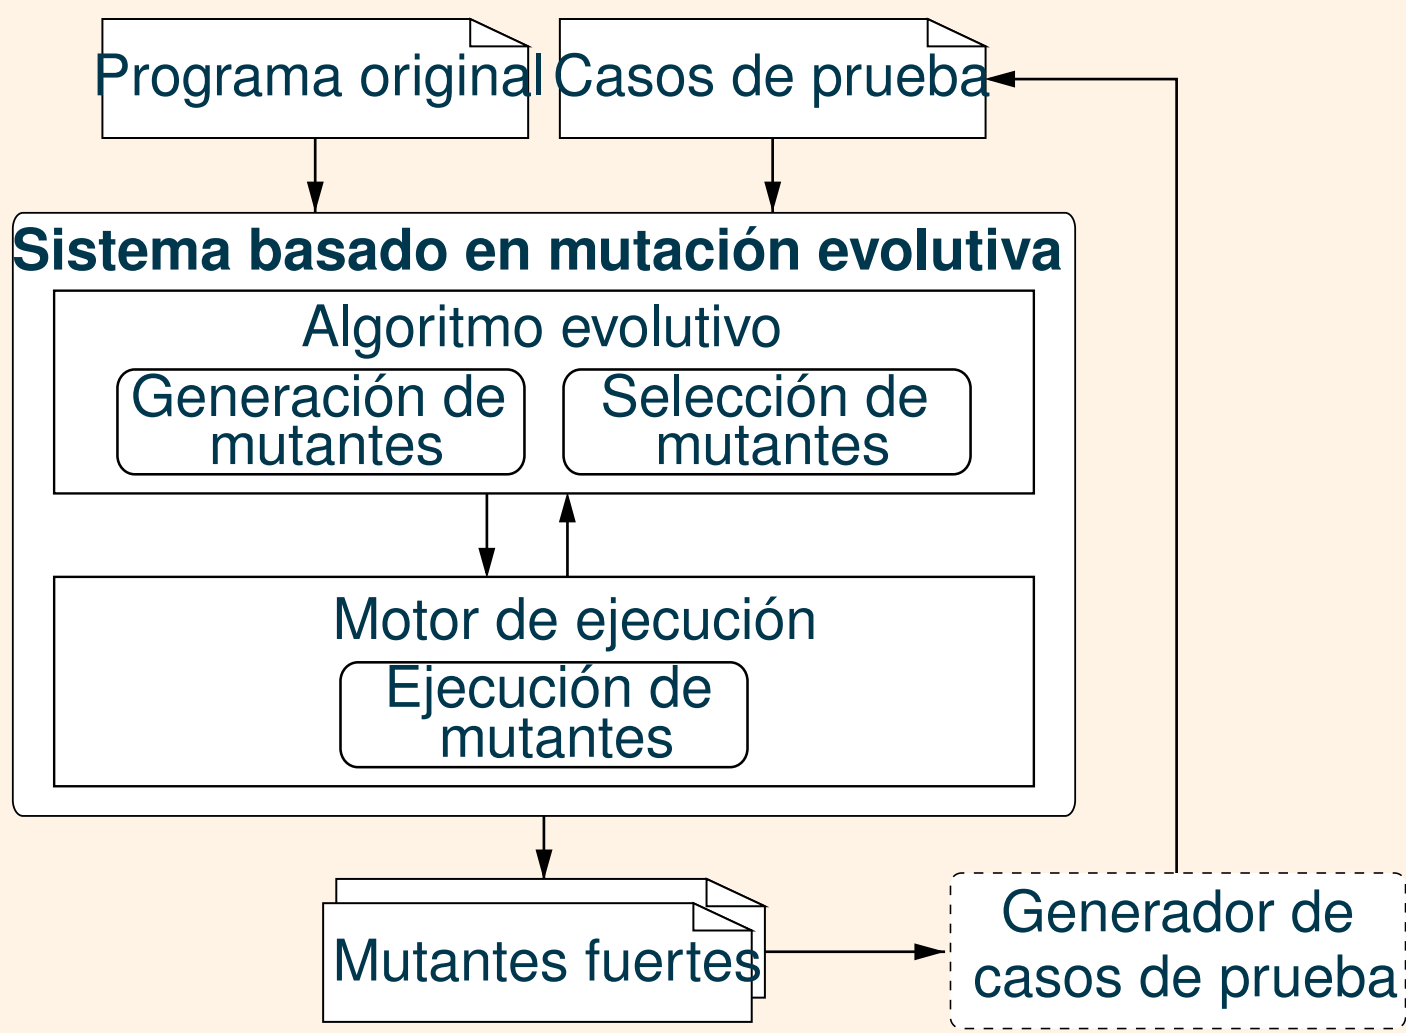 Programa original
Casos de prueba
Sistema basado en mutación evolutiva
Algoritmo evolutivo
Generación de
mutantes
Selección de
mutantes
Motor de ejecución
Ejecución de
mutantes
Mutantes fuertes
Generador de
casos de prueba